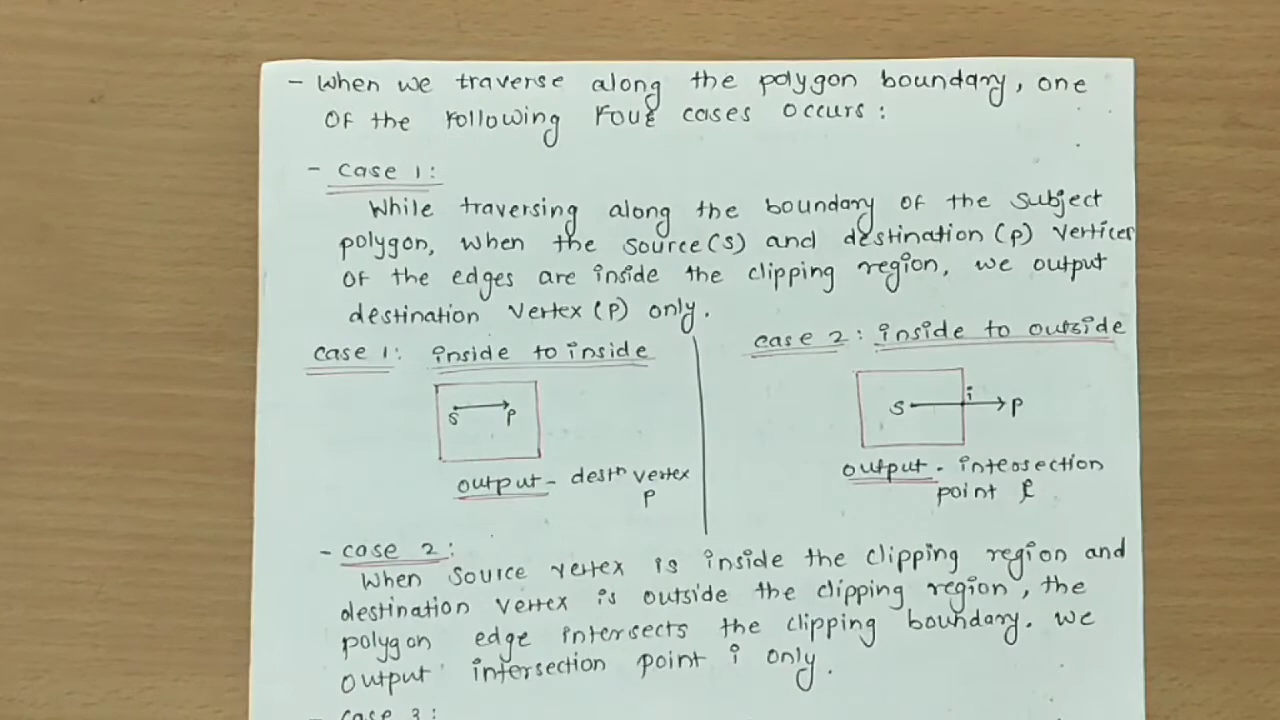 - When we traverse along the polygon boundary, one
of the following four cases occurs:
- case 1:
While traversing along the boundary of the subject
polygon, when the source(s) and destination (p) vertices
of the edges are inside the clipping region, we output
destination vertex (p) only.
case 1: inside to inside
S P
output - destn vertex
P
case 2: inside to outside
S i P
output - intersection
point i
- case 2:
When source vertex is inside the clipping region and
destination vertex is outside the clipping region, the
polygon edge intersects the clipping boundary. we
output intersection point i only.
- case 3: